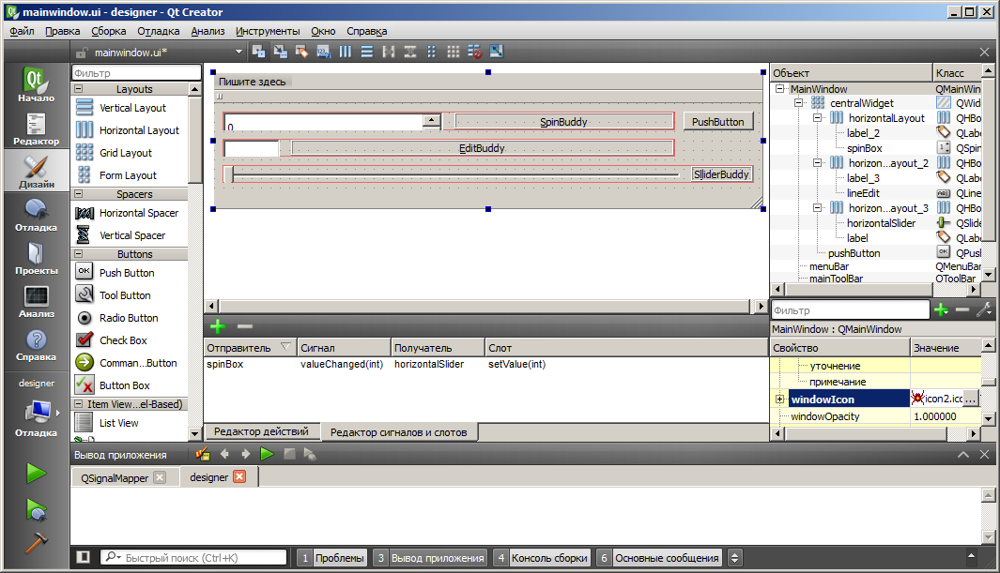 mainwindow.ui - designer - Qt Creator
Файл Правка Сборка Отладка Анализ Инструменты Окно Справка
mainwindow.ui*
Qt
Начало
Редактор
Дизайн
Отладка
Проекты
Анализ
Справка
designer
Отладка
Фильтр
Layouts
Vertical Layout
Horizontal Layout
Grid Layout
Form Layout
Spacers
Horizontal Spacer
Vertical Spacer
Buttons
OK Push Button
Tool Button
Radio Button
Check Box
Comman...Button
Button Box
Item View...el-Based)
List View
Пишите здесь
0 SpinBuddy PushButton
EditBuddy
SlliderBuddy
Отправитель Сигнал Получатель Слот
spinBox valueChanged(int) horizontalSlider setValue(int)
Редактор действий Редактор сигналов и слотов
Объект Класс
MainWindow QMainWin
centralWidget QWid
horizontalLayout QHBo
label_2 QLab
spinBox QSpin
horizon...ayout_2 QHBo
label_3 QLab
lineEdit QLine
horizon...ayout_3 QHBo
horizontalSlider QSlide
label QLab
pushButton QPus
menuBar QMenuBar
mainToolBar QToolBar
Фильтр
MainWindow : QMainWindow
Свойство Значение
уточнение
примечание
windowIcon icon2.ico ...
windowOpacity 1.000000
Вывод приложения
QSignalMapper designer
Быстрый поиск (Ctrl+K) 1 Проблемы 3 Вывод приложения 4 Консоль сборки 6 Основные сообщения